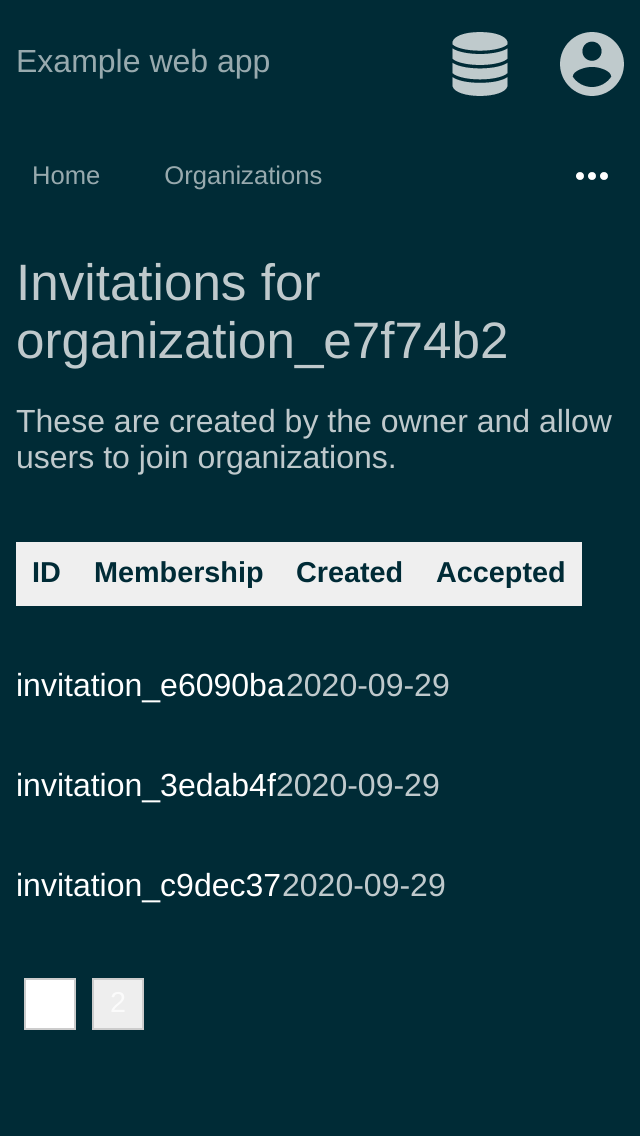 Example web app
Home Organizations
Invitations for
organization_e7f74b2
These are created by the owner and allow
users to join organizations.
ID Membership Created Accepted
invitation_e6090ba2020-09-29
invitation_3edab4f2020-09-29
invitation_c9dec372020-09-29
2